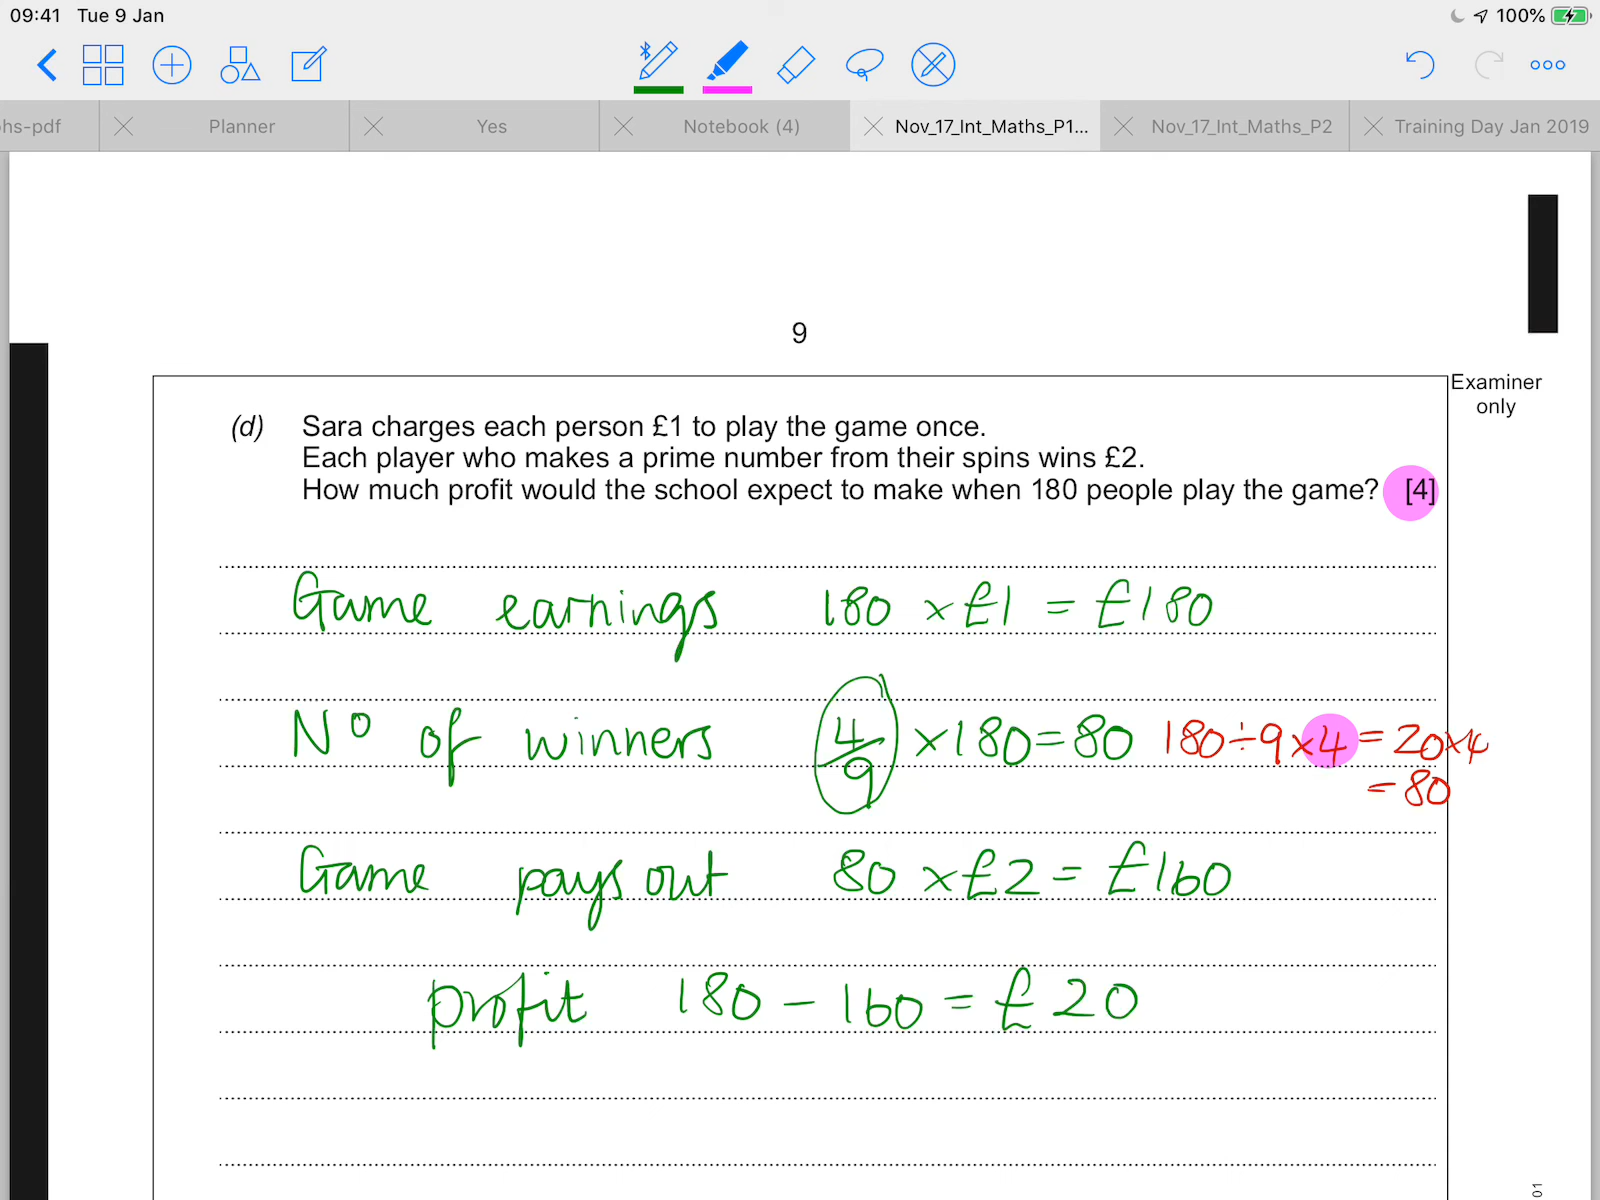 09:41 Tue 9 Jan 100%
hs-pdf Planner Yes Notebook (4) Nov_17_Int_Maths_P1... Nov_17_Int_Maths_P2 Training Day Jan 2019
9
Examiner
only
(d) Sara charges each person £1 to play the game once.
Each player who makes a prime number from their spins wins £2.
How much profit would the school expect to make when 180 people play the game? [4]
Game earnings 180 × £1 = £180
Nº of winners 4/9 × 180 = 80 180 ÷ 9 × 4 = 20 × 4
= 80
Game pays out 80 × £2 = £160
profit 180 - 160 = £20
01